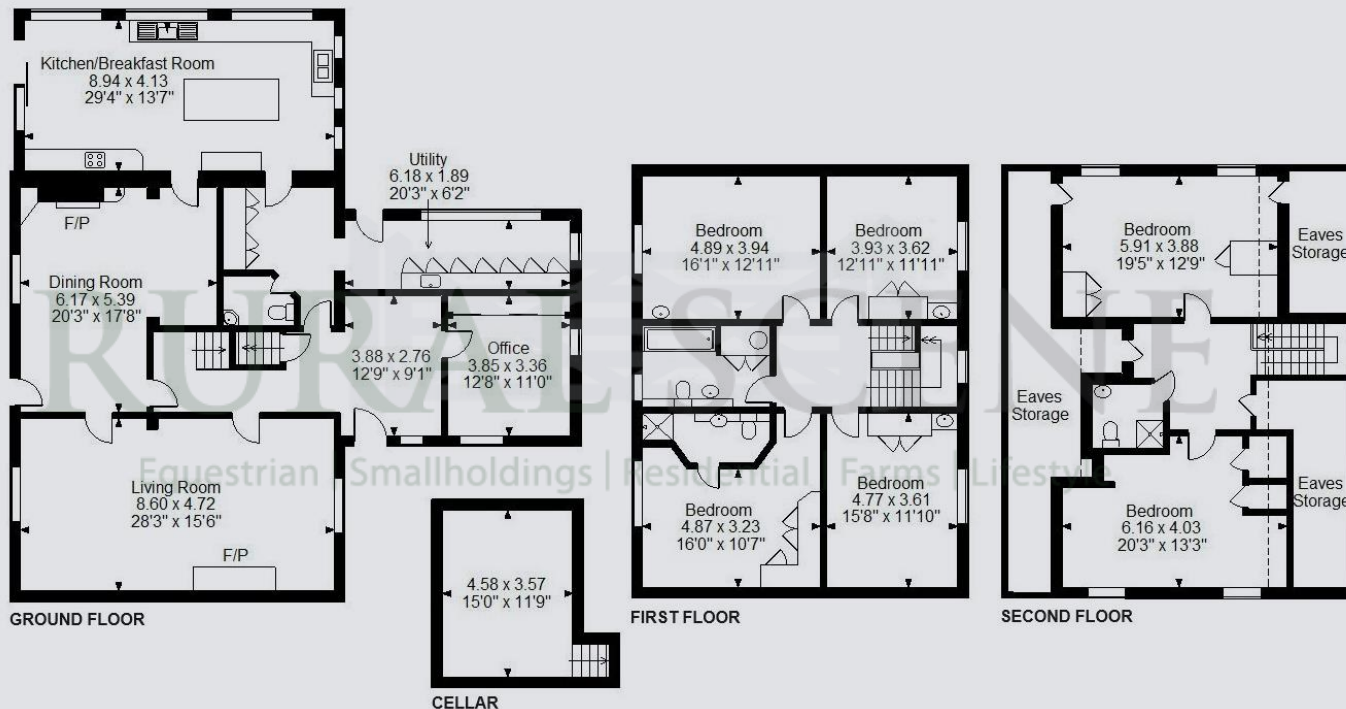 Kitchen/Breakfast Room
8.94 x 4.13
29'4" x 13'7"
Utility
6.18 x 1.89
20'3" x 6'2"
F/P
Dining Room
6.17 x 5.39
20'3" x 17'8"
3.88 x 2.76
12'9" x 9'1"
Office
3.85 x 3.36
12'8" x 11'0"
Living Room
8.60 x 4.72
28'3" x 15'6"
F/P
GROUND FLOOR
4.58 x 3.57
15'0" x 11'9"
CELLAR
Bedroom
4.89 x 3.94
16'1" x 12'11"
Bedroom
3.93 x 3.62
12'11" x 11'11"
Bedroom
4.87 x 3.23
16'0" x 10'7"
Bedroom
4.77 x 3.61
15'8" x 11'10"
FIRST FLOOR
Bedroom
5.91 x 3.88
19'5" x 12'9"
Eaves
Storage
Eaves
Storage
Eaves
Storage
Bedroom
6.16 x 4.03
20'3" x 13'3"
SECOND FLOOR
RURAL SCENE
Equestrian | Smallholdings | Residential | Farms | Lifestyle